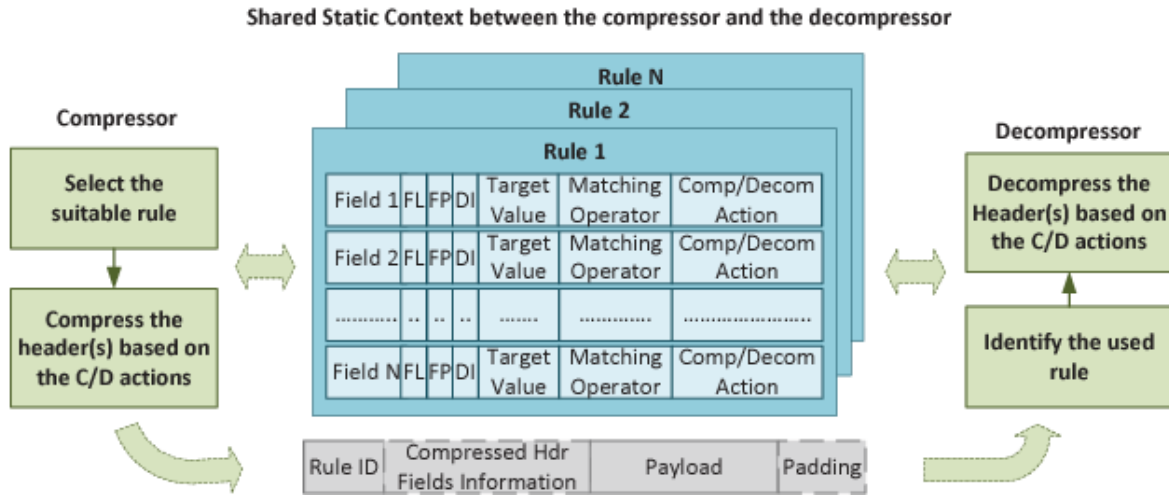 Shared Static Context between the compressor and the decompressor
Compressor
Select the
suitable rule
Compress the
header(s) based on
the C/D actions
Rule N
Rule 2
Rule 1
Field 1 FL FP DI Target Value Matching Operator Comp/Decom Action
Field 2 FL FP DI Target Value Matching Operator Comp/Decom Action
........... .. .. .. ....... ............. ......................
Field N FL FP DI Target Value Matching Operator Comp/Decom Action
Decompressor
Decompress the
Header(s) based on
the C/D actions
Identify the used
rule
Rule ID
Compressed Hdr
Fields Information
Payload
Padding